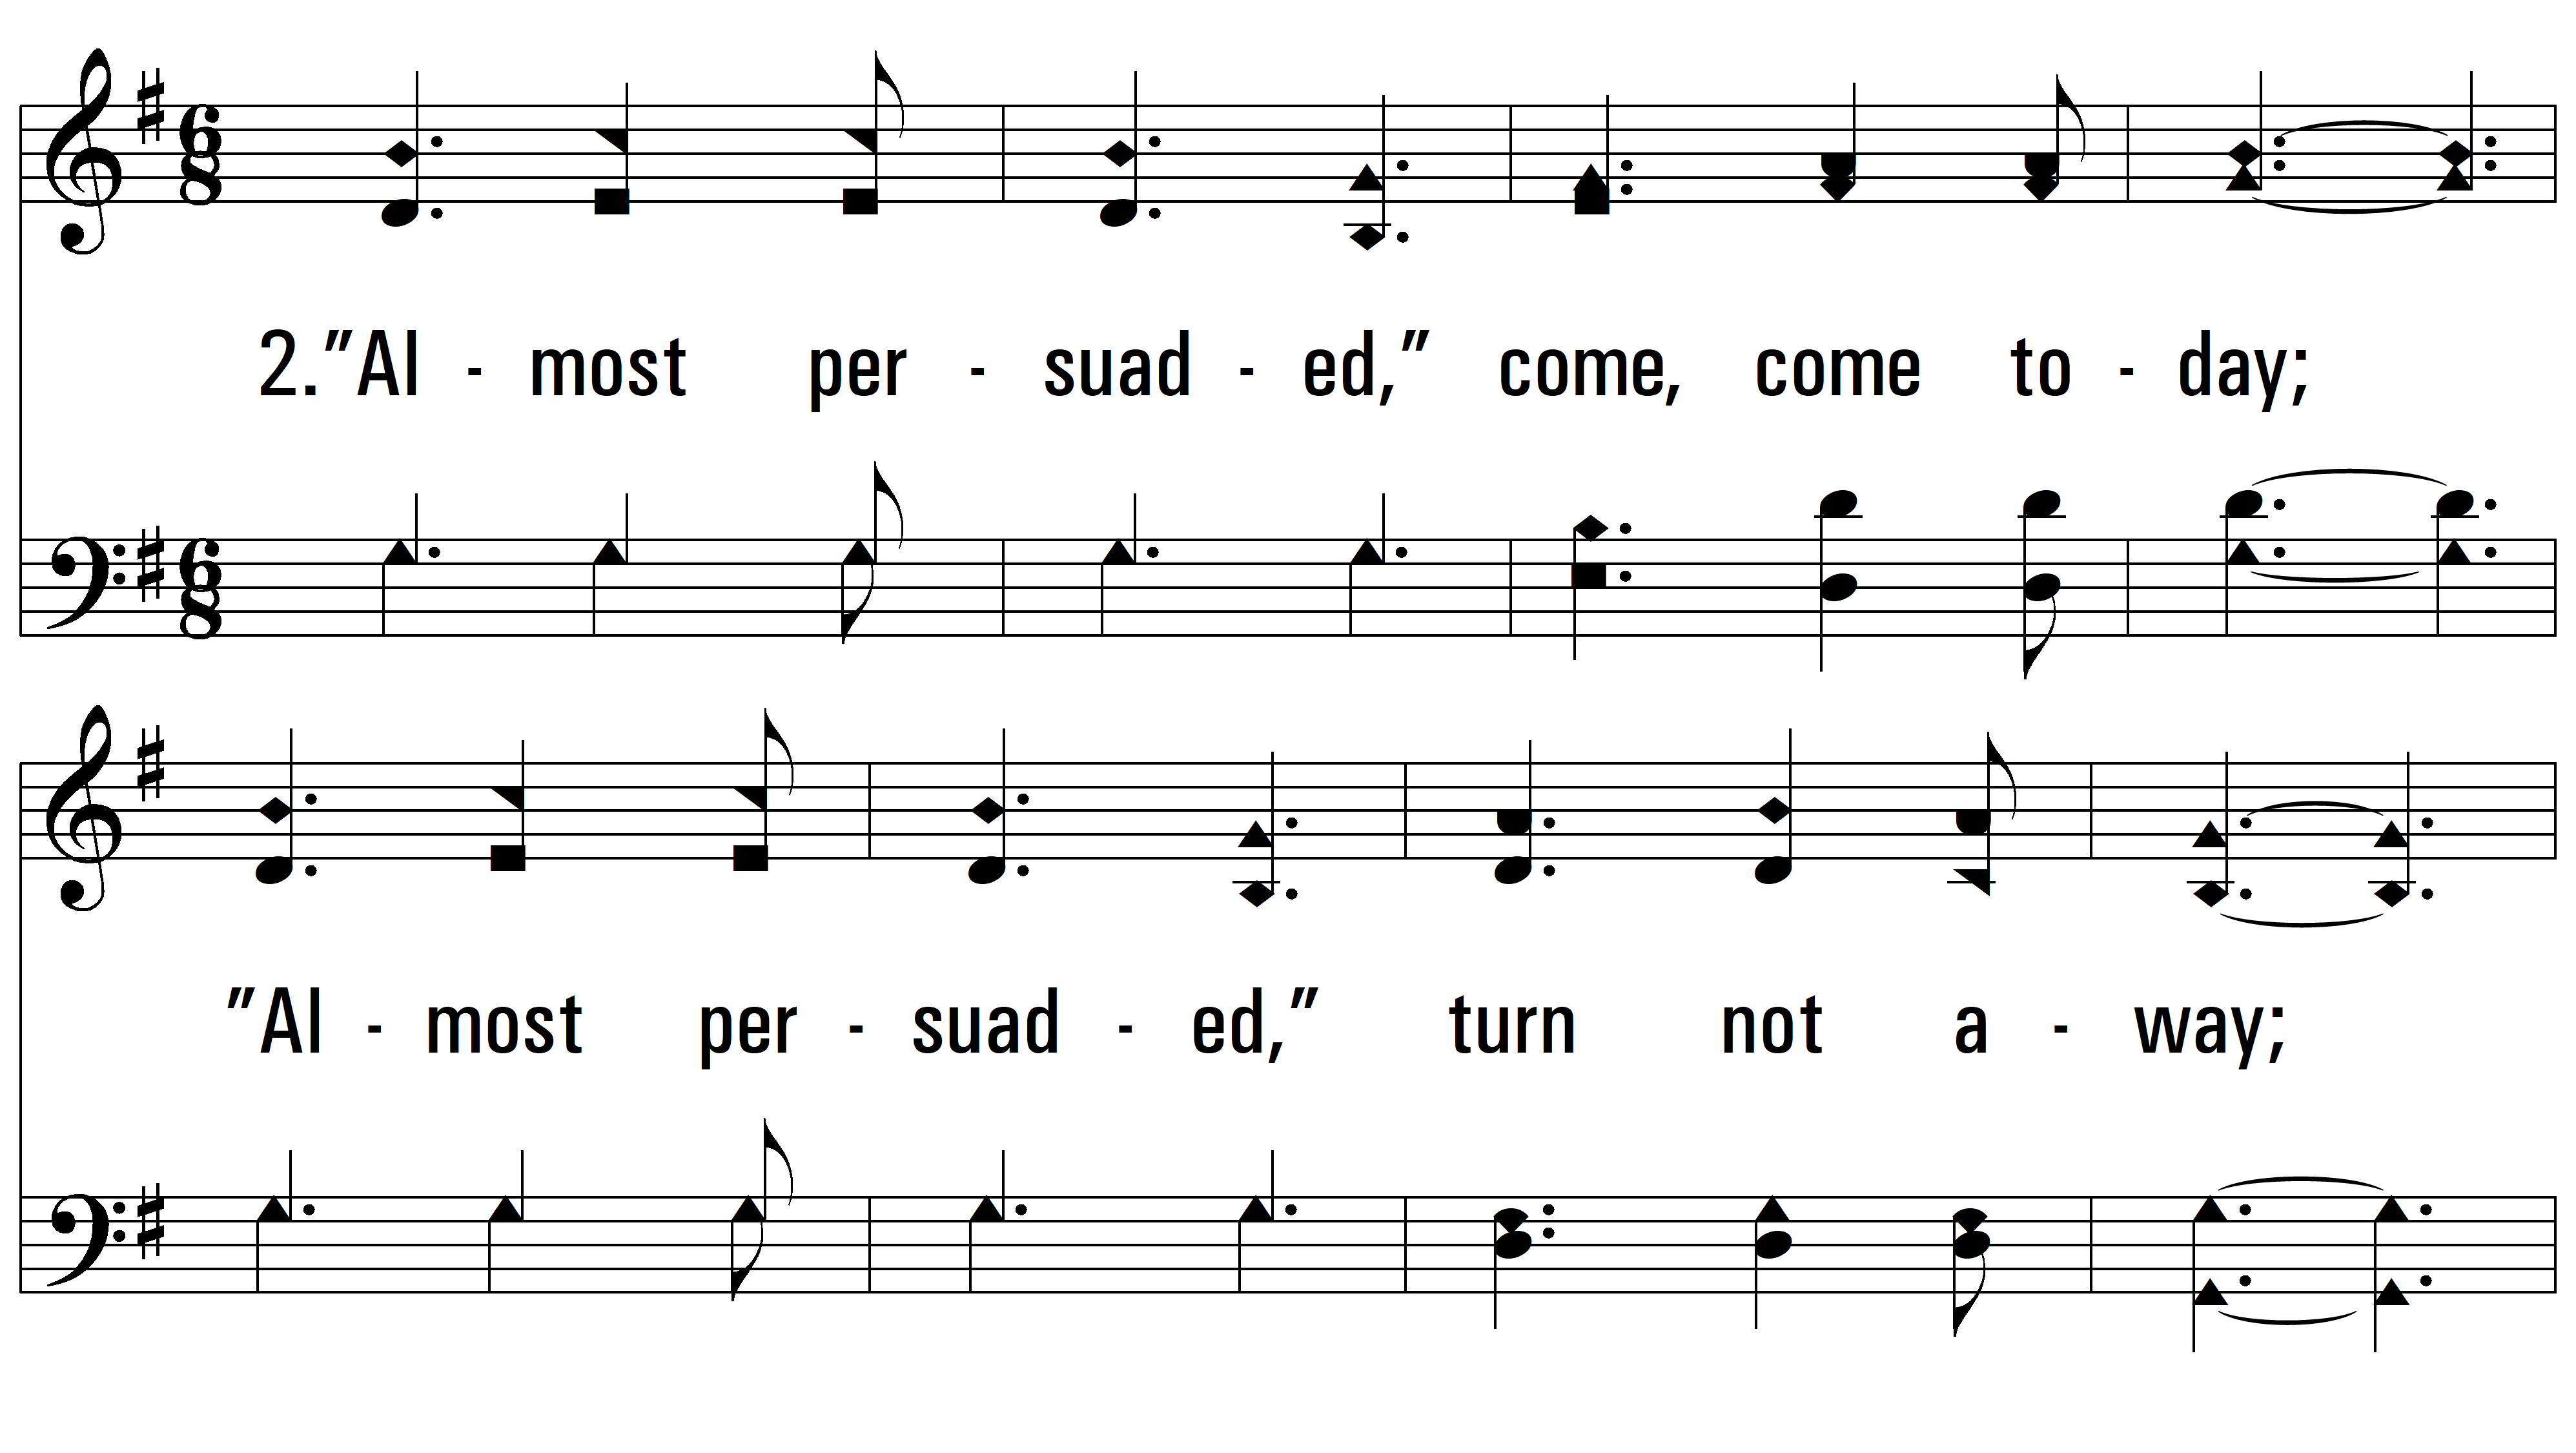 2.”Al - most per - suad - ed,” come, come to - day;
”Al - most per - suad - ed,” turn not a - way;